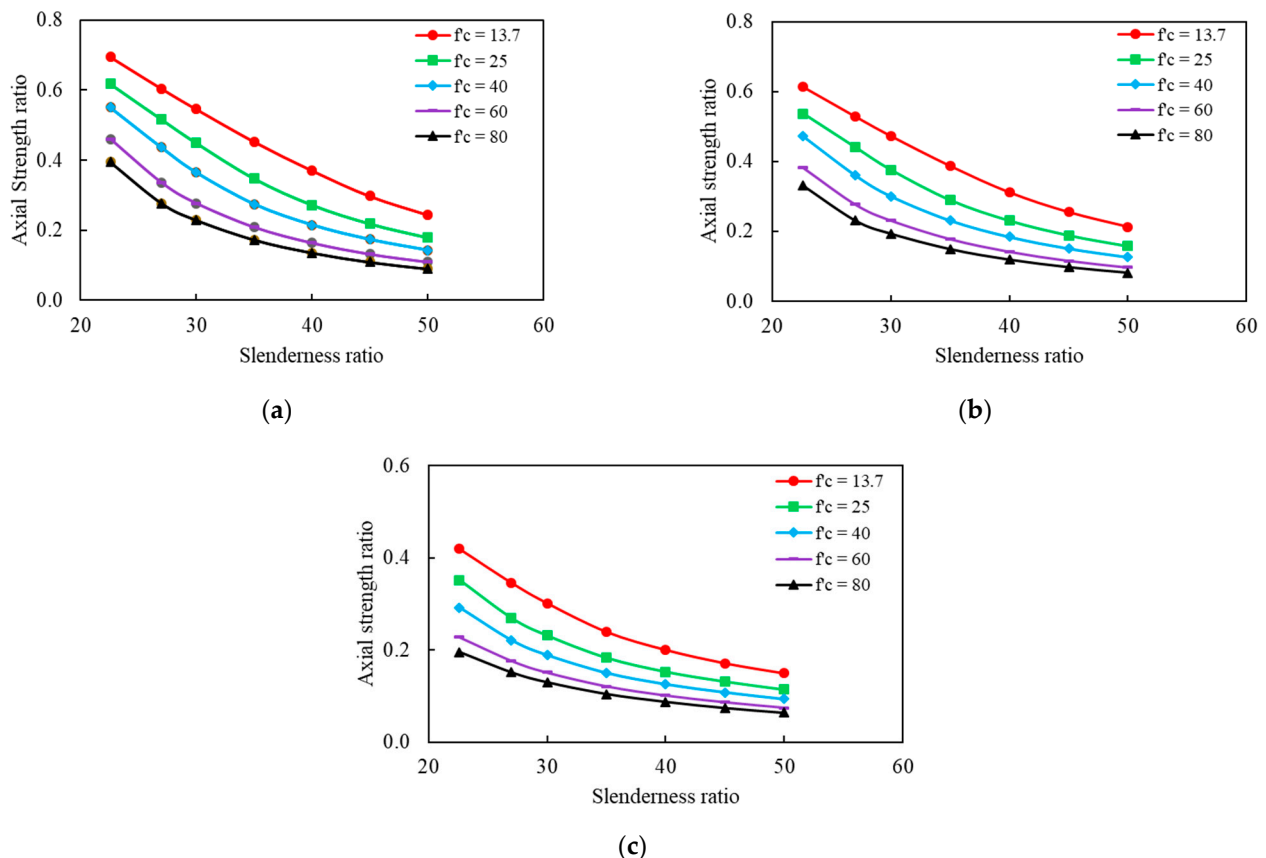 0.8
0.6
0.4
0.2
0.0
Axial Strength ratio
20 30 40 50 60
Slenderness ratio
f'c = 13.7
f'c = 25
f'c = 40
f'c = 60
f'c = 80
(a)
0.8
0.6
0.4
0.2
0.0
Axial strength ratio
20 30 40 50 60
Slenderness ratio
f'c = 13.7
f'c = 25
f'c = 40
f'c = 60
f'c = 80
(b)
0.6
0.4
0.2
0.0
Axial strength ratio
20 30 40 50 60
Slenderness ratio
f'c = 13.7
f'c = 25
f'c = 40
f'c = 60
f'c = 80
(c)